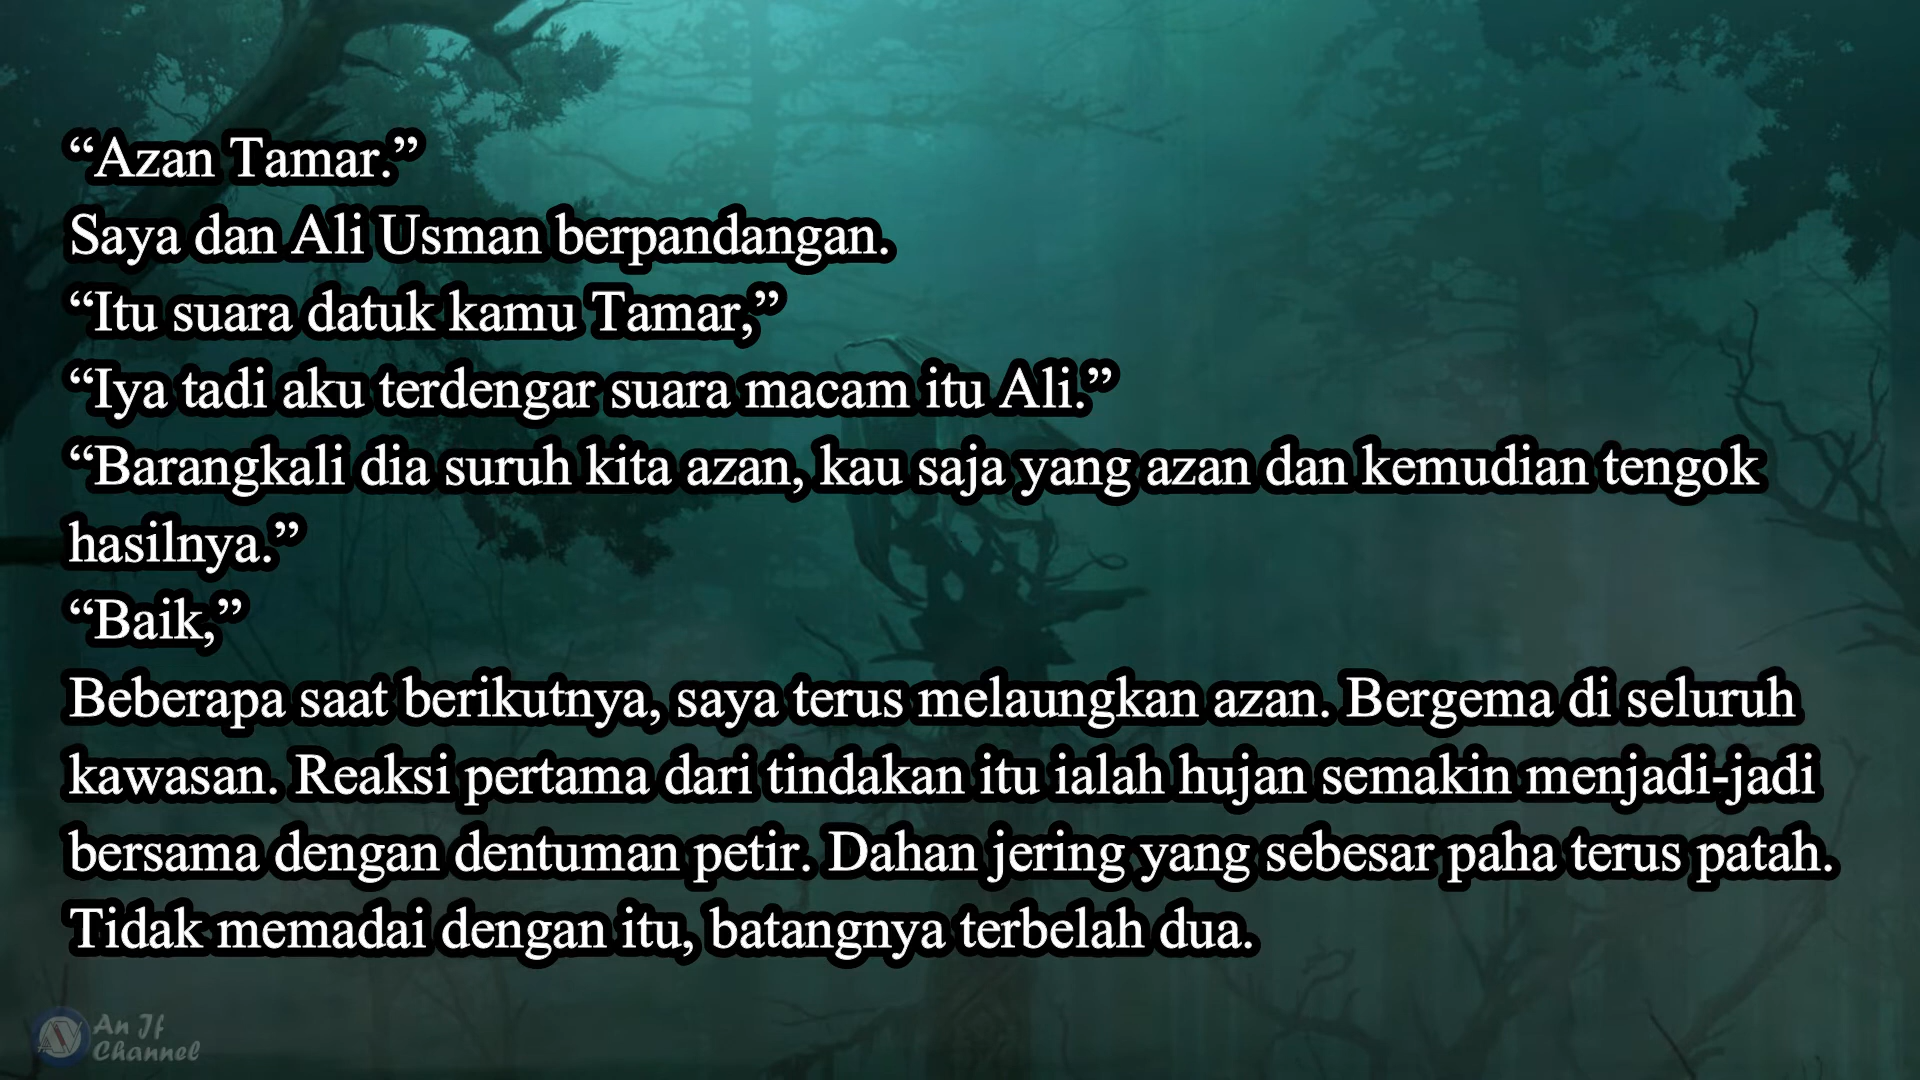 “Azan Tamar.”
Saya dan Ali Usman berpandangan.
“Itu suara datuk kamu Tamar,”
“Iya tadi aku terdengar suara macam itu Ali.”
“Barangkali dia suruh kita azan, kau saja yang azan dan kemudian tengok
hasilnya.”
“Baik,”
Beberapa saat berikutnya, saya terus melaungkan azan. Bergema di seluruh
kawasan. Reaksi pertama dari tindakan itu ialah hujan semakin menjadi-jadi
bersama dengan dentuman petir. Dahan jering yang sebesar paha terus patah.
Tidak memadai dengan itu, batangnya terbelah dua.
An Jf
Channel